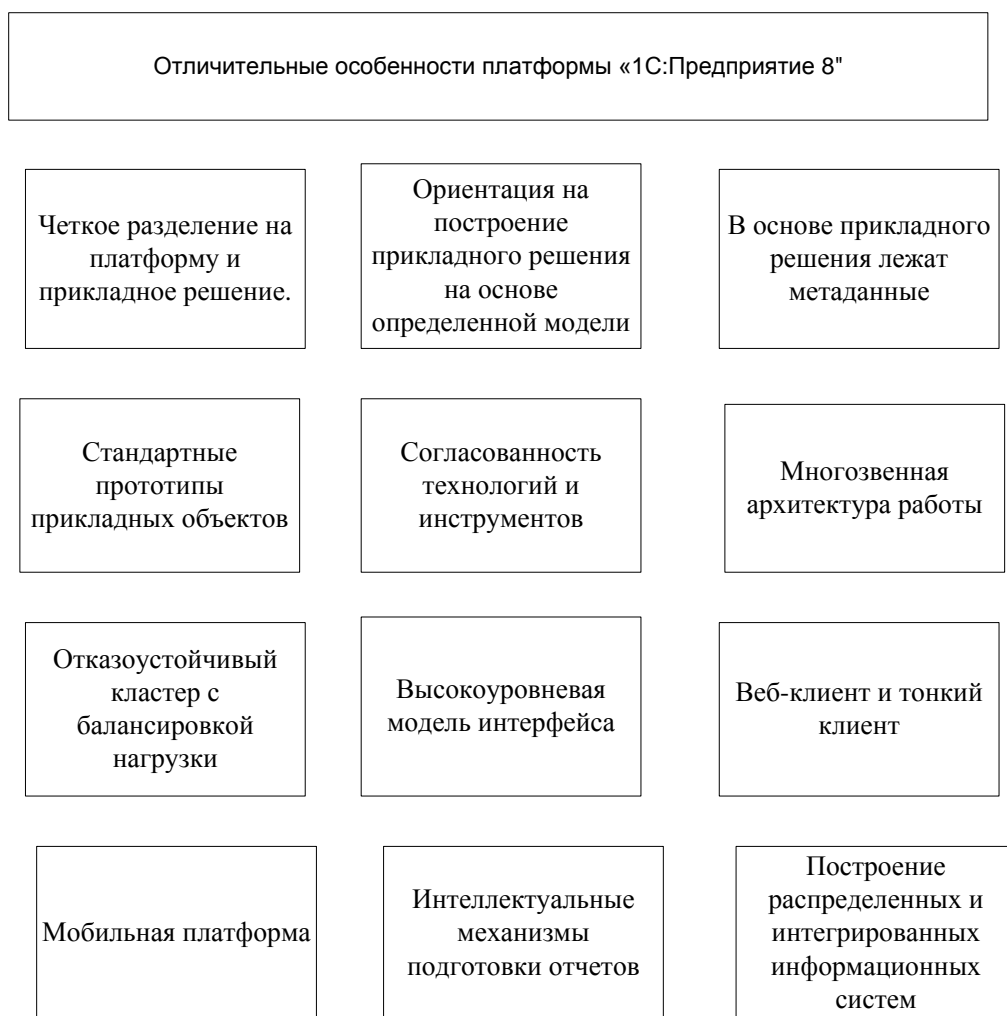 Отличительные особенности платформы «1С:Предприятие 8"
Четкое разделение на
платформу и
прикладное решение.
Ориентация на
построение
прикладного решения
на основе
определенной модели
В основе прикладного
решения лежат
метаданные
Стандартные
прототипы
прикладных объектов
Согласованность
технологий и
инструментов
Многозвенная
архитектура работы
Отказоустойчивый
кластер с
балансировкой
нагрузки
Высокоуровневая
модель интерфейса
Веб-клиент и тонкий
клиент
Мобильная платформа
Интеллектуальные
механизмы
подготовки отчетов
Построение
распределенных и
интегрированных
информационных
систем